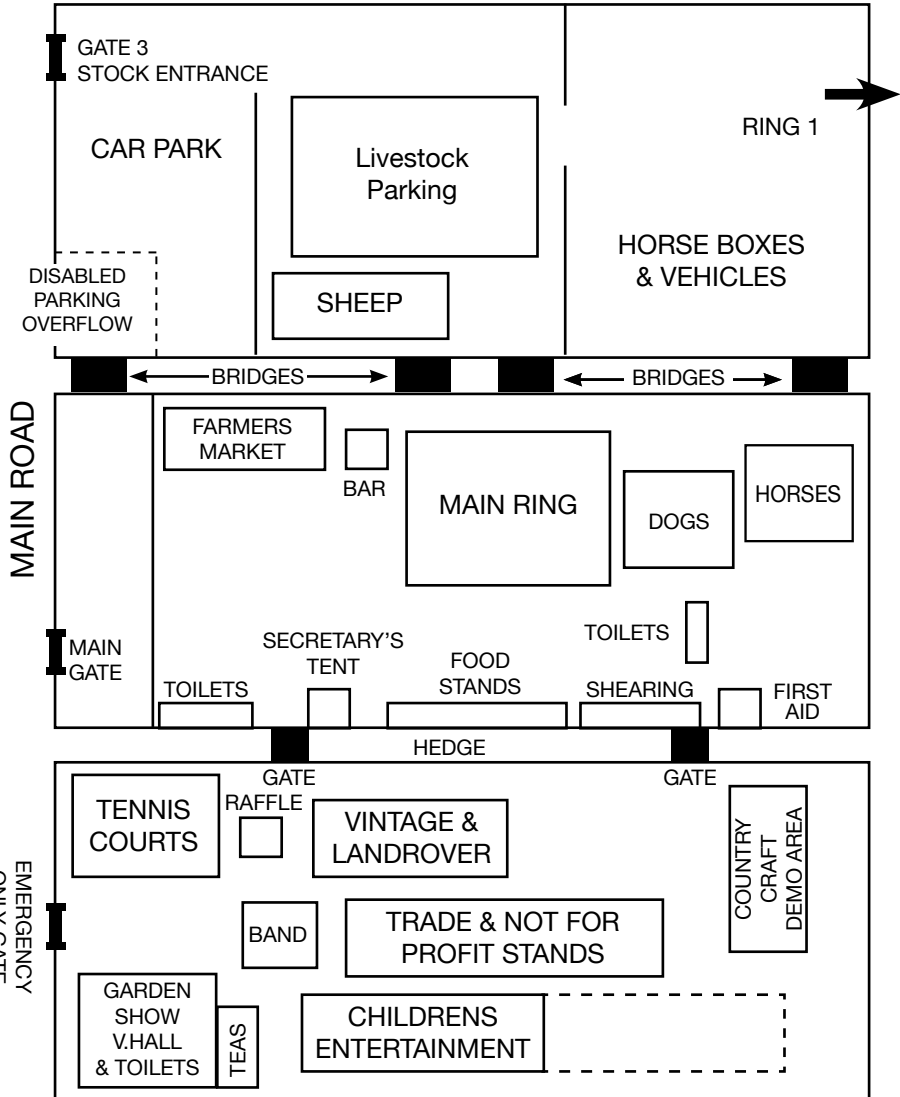 GATE 3
STOCK ENTRANCE
CAR PARK
Livestock
Parking
RING 1
HORSE BOXES
& VEHICLES
DISABLED
PARKING
OVERFLOW
SHEEP
BRIDGES
BRIDGES
MAIN ROAD
FARMERS
MARKET
BAR
MAIN RING
DOGS
HORSES
MAIN
GATE
TOILETS
SECRETARY'S
TENT
FOOD
STANDS
TOILETS
SHEARING
FIRST
AID
HEDGE
GATE
GATE
TENNIS
COURTS
RAFFLE
VINTAGE &
LANDROVER
COUNTRY
CRAFT
DEMO AREA
EMERGENCY
ONLY GATE
BAND
TRADE & NOT FOR
PROFIT STANDS
GARDEN
SHOW
V.HALL
& TOILETS
TEAS
CHILDRENS
ENTERTAINMENT